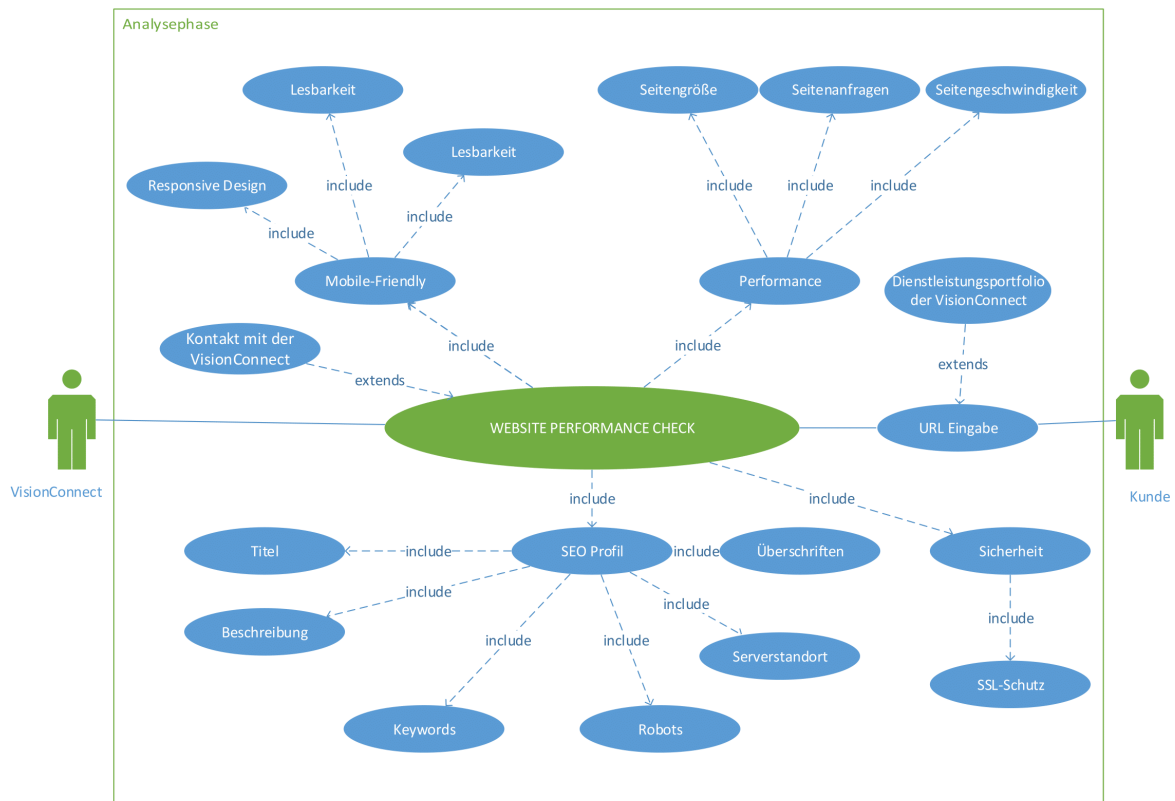 Analysephase
Lesbarkeit
Seitengröße
Seitenanfragen
Seitengeschwindigkeit
Lesbarkeit
Responsive Design
include
include
include
include
include
include
Mobile-Friendly
Performance
Dienstleistungsportfolio
der VisionConnect
Kontakt mit der
VisionConnect
include
include
extends
extends
WEBSITE PERFORMANCE CHECK
URL Eingabe
VisionConnect
Kunde
include
include
Titel
include
SEO Profil
include
Überschriften
Sicherheit
include
include
include
Beschreibung
include
include
Serverstandort
SSL-Schutz
Keywords
Robots